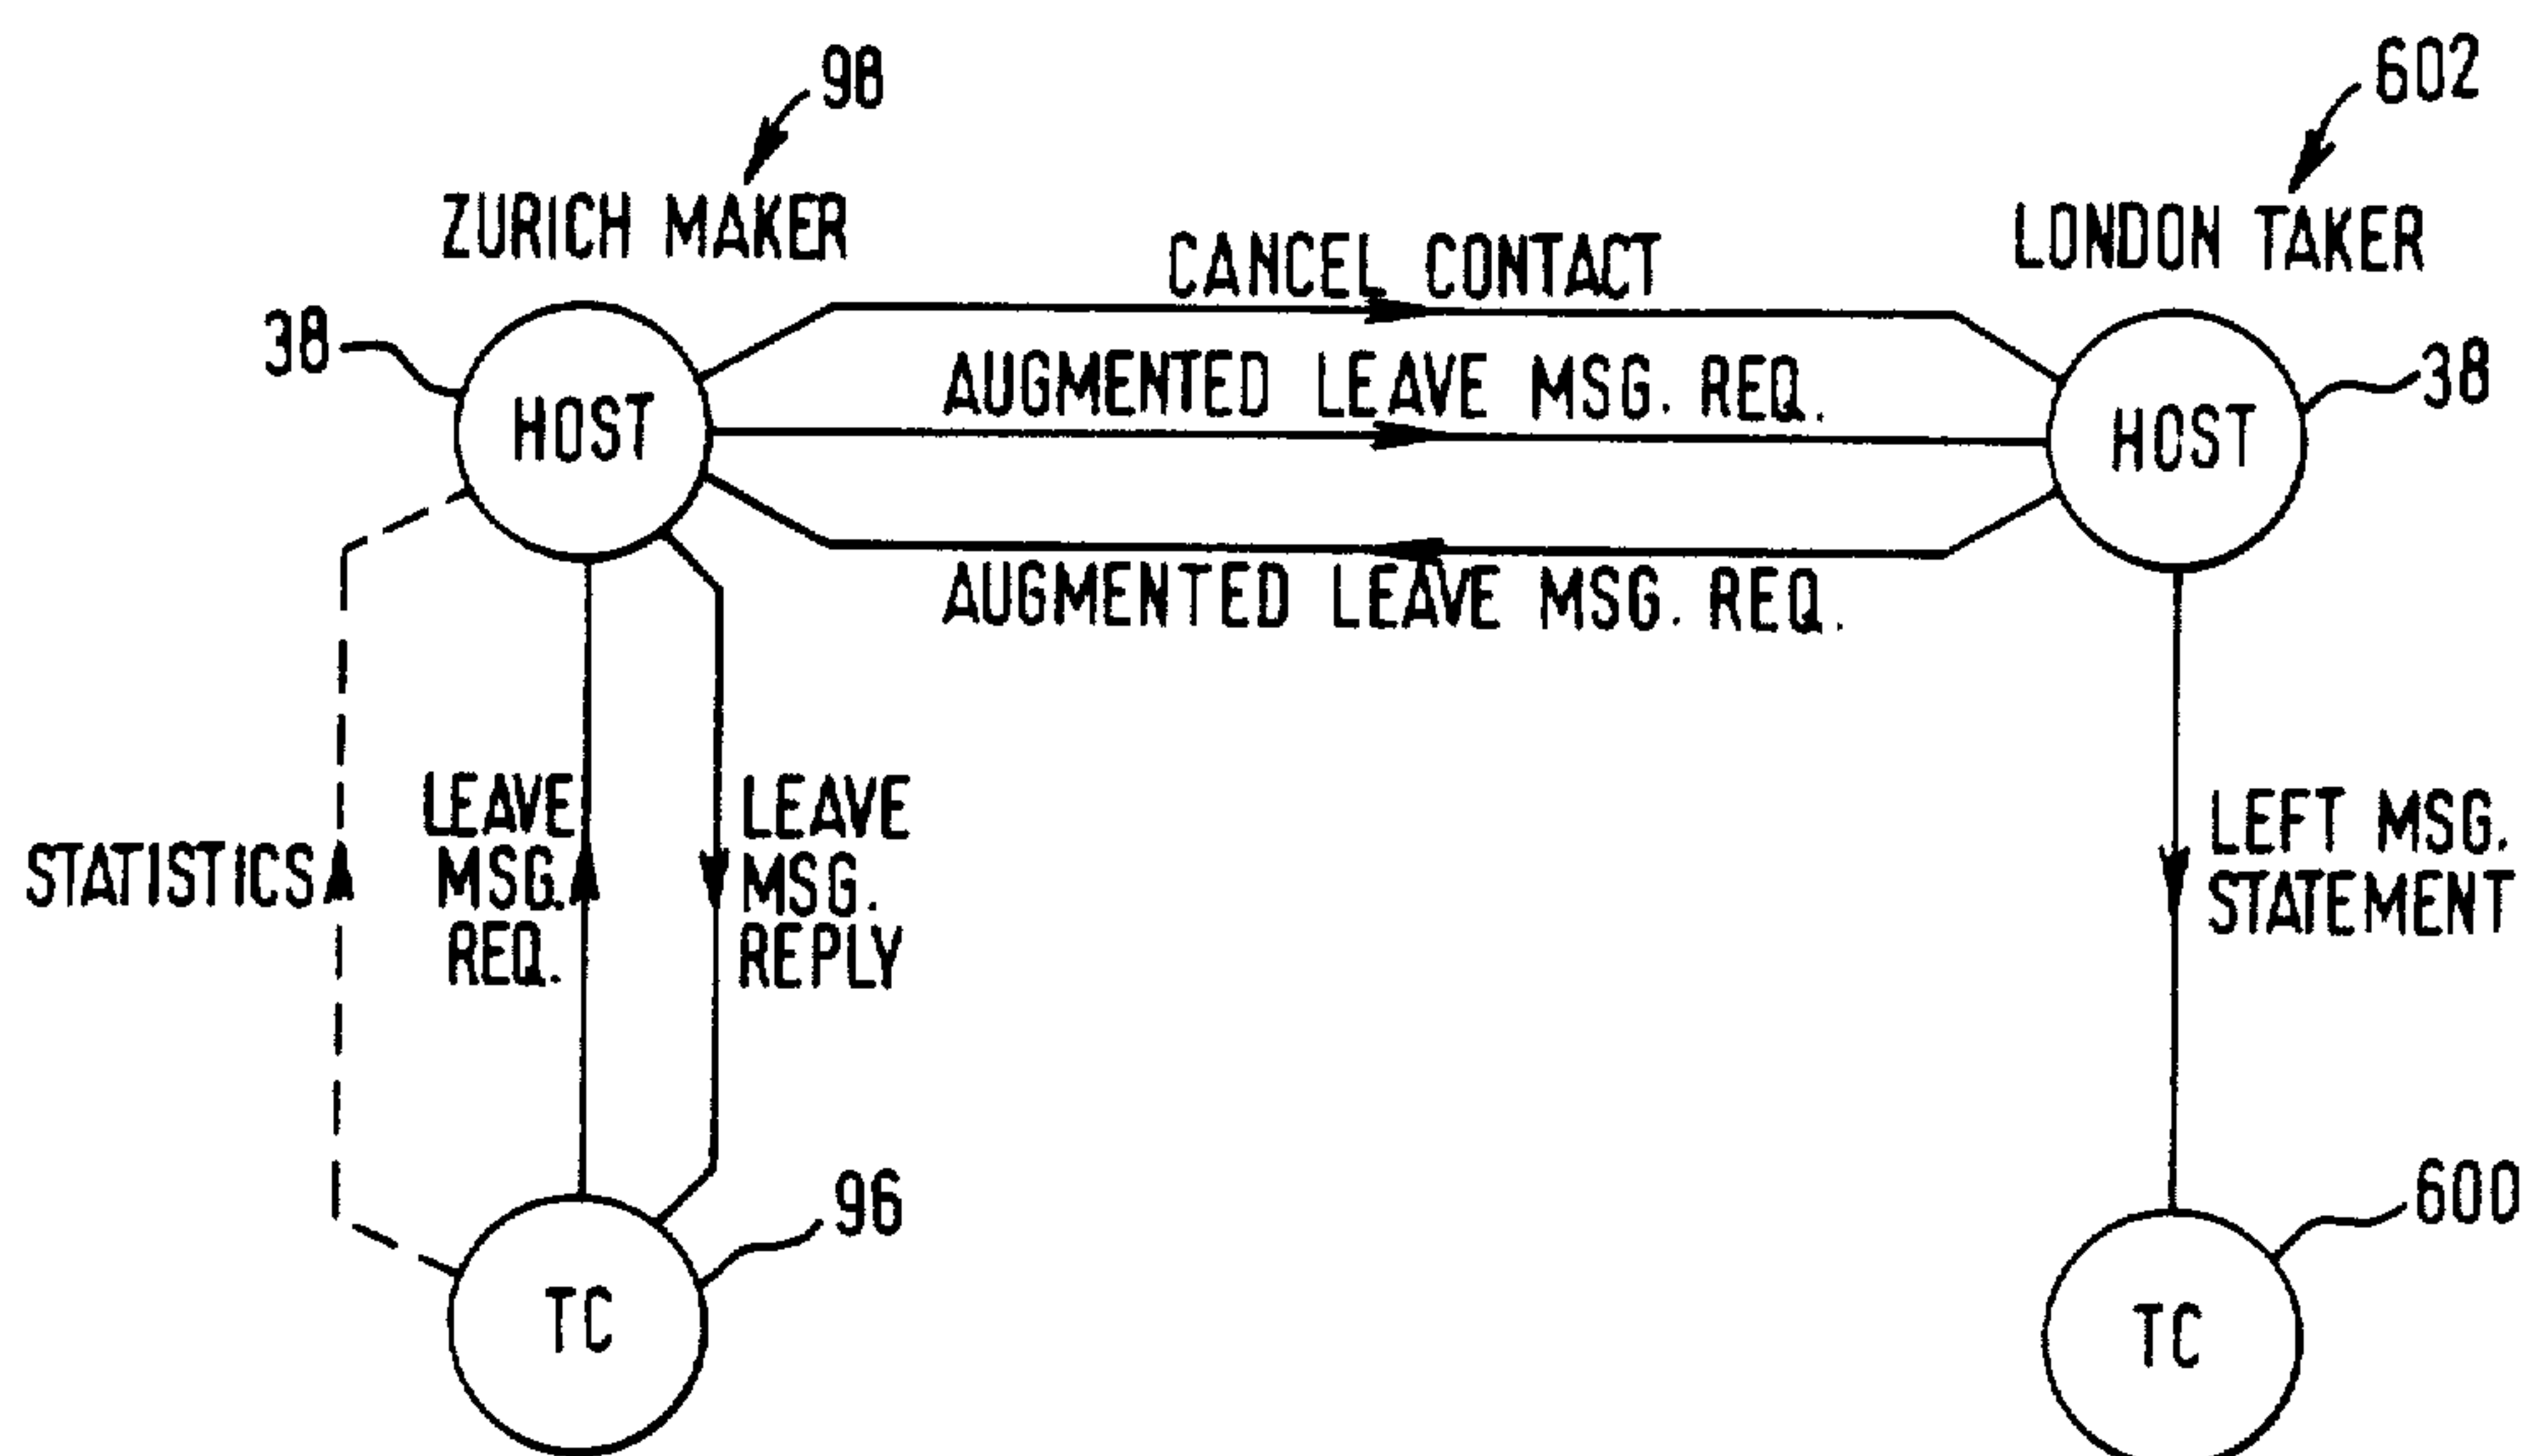 98
602
ZURICH MAKER
LONDON TAKER
CANCEL CONTACT
38
HOST
AUGMENTED LEAVE MSG. REQ.
38
HOST
AUGMENTED LEAVE MSG. REQ.
STATISTICS
LEAVE
MSG.
REQ.
LEAVE
MSG.
REPLY
LEFT MSG.
STATEMENT
96
TC
600
TC